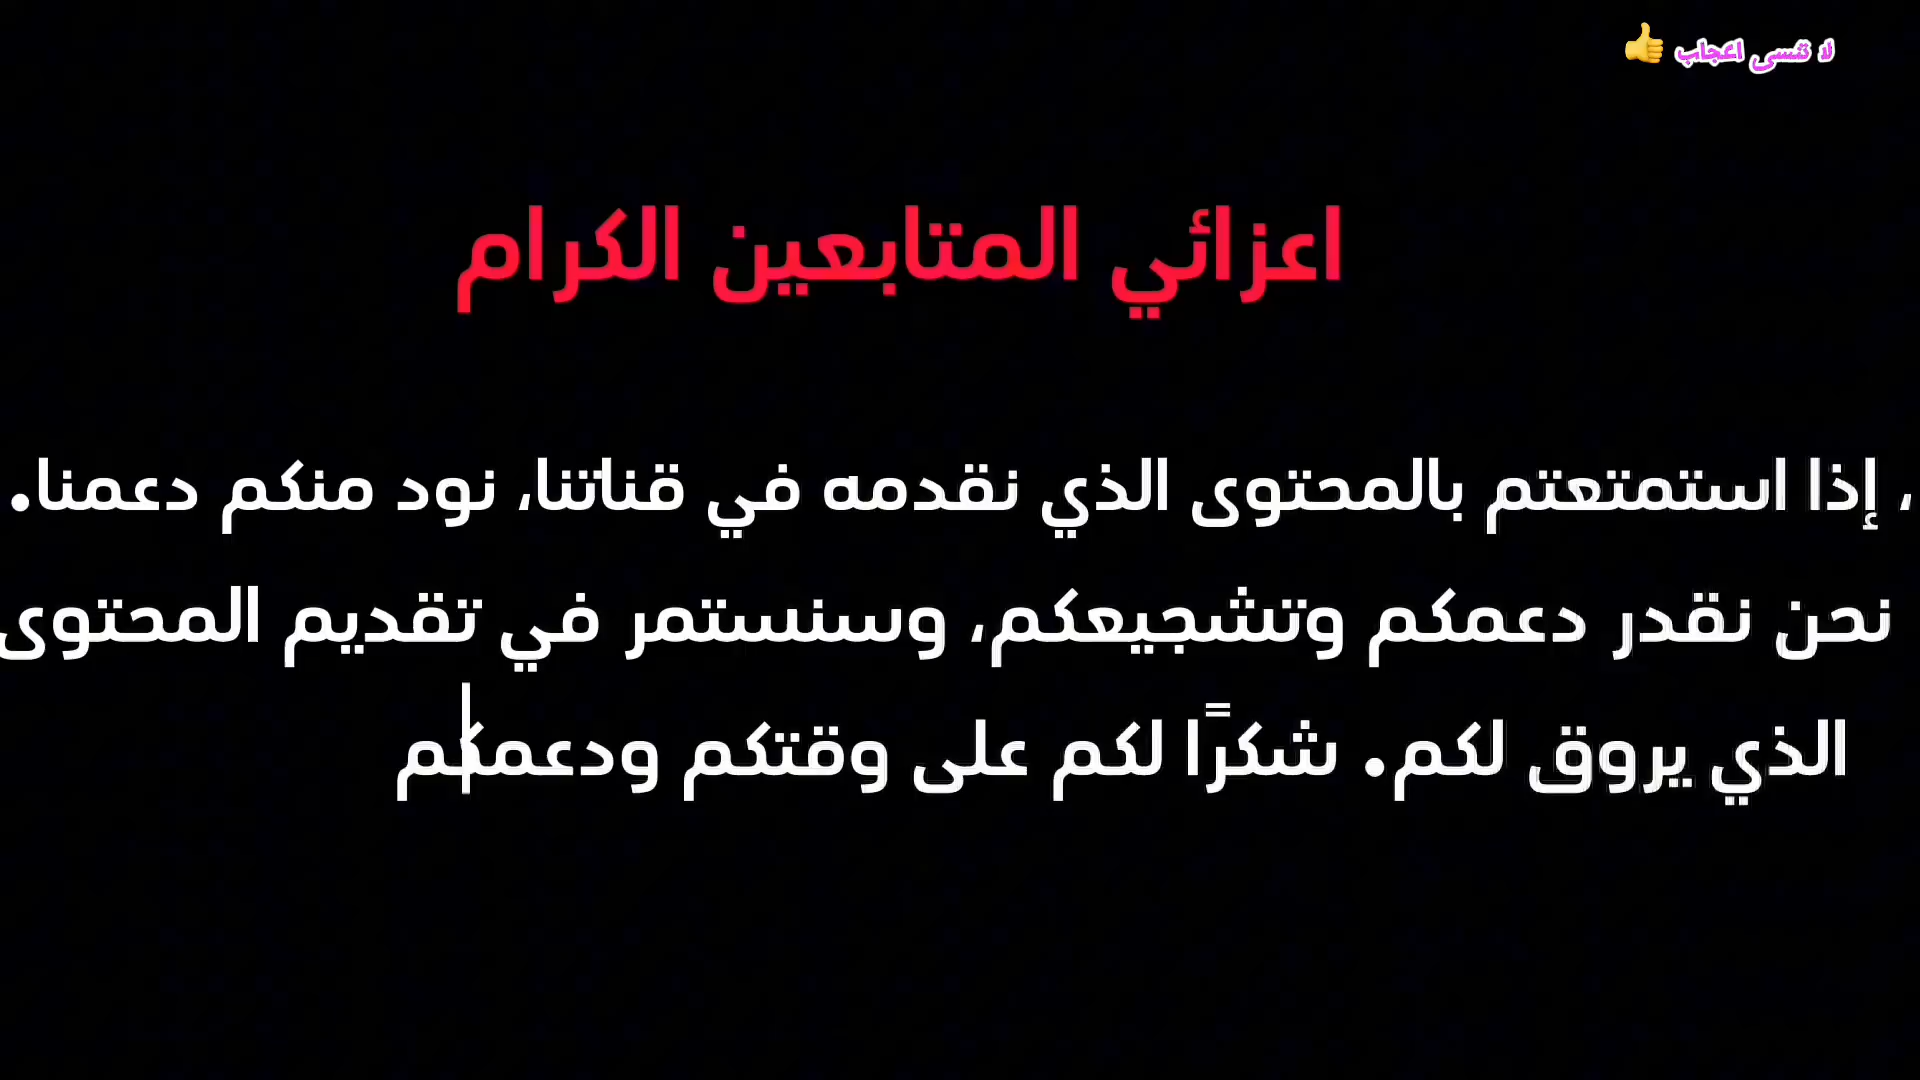 لا تنسى اعجاب 👍
اعزائي المتابعين الكرام
، إذا استمتعتم بالمحتوى الذي نقدمه في قناتنا، نود منكم دعمنا.
نحن نقدر دعمكم وتشجيعكم، وسنستمر في تقديم المحتوى
الذي يروق لكم. شكرًا لكم على وقتكم ودعمكم